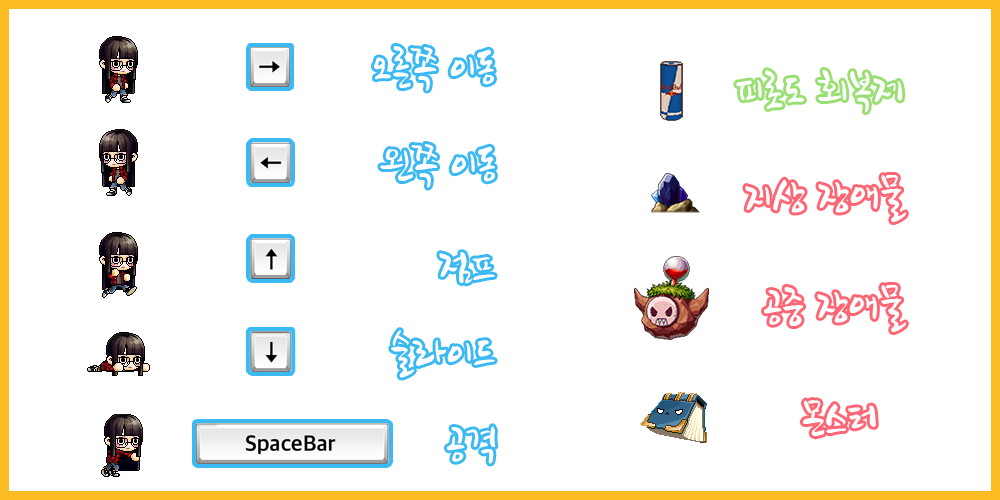 → 오른쪽 이동
← 왼쪽 이동
↑ 점프
↓ 슬라이드
SpaceBar 공격
피로도 회복제
지상 장애물
공중 장애물
몬스터